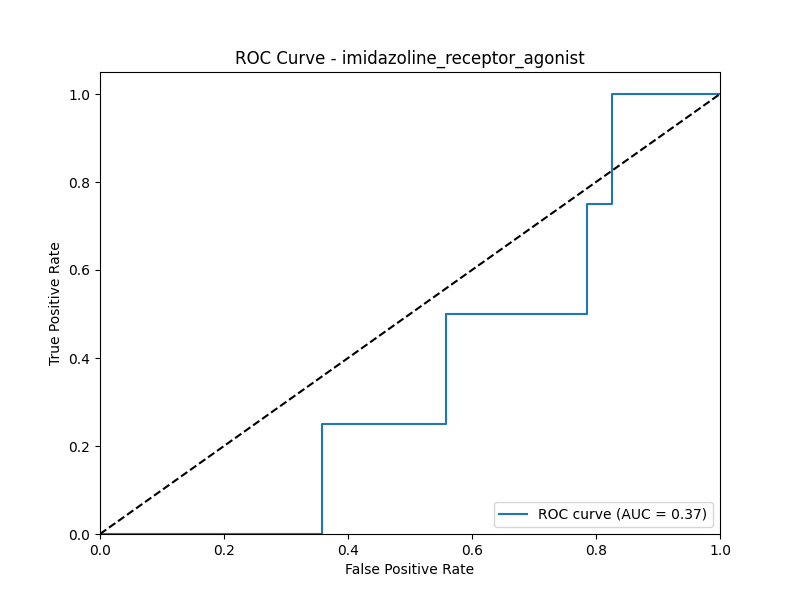 ROC Curve - imidazoline_receptor_agonist
True Positive Rate
1.0
0.8
0.6
0.4
0.2
0.0
0.0 0.2 0.4 0.6 0.8 1.0
False Positive Rate
ROC curve (AUC = 0.37)